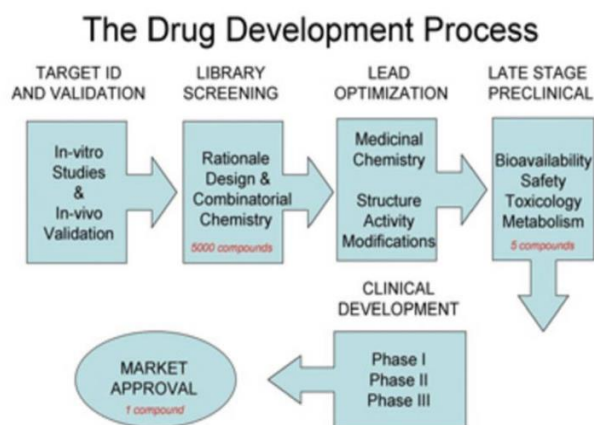 The Drug Development Process
TARGET ID
AND VALIDATION
In-vitro
Studies
&
In-vivo
Validation
LIBRARY
SCREENING
Rationale
Design &
Combinatorial
Chemistry
5000 compounds
LEAD
OPTIMIZATION
Medicinal
Chemistry
Structure
Activity
Modifications
LATE STAGE
PRECLINICAL
Bioavailability
Safety
Toxicology
Metabolism
5 compounds
CLINICAL
DEVELOPMENT
Phase I
Phase II
Phase III
MARKET
APPROVAL
1 compound